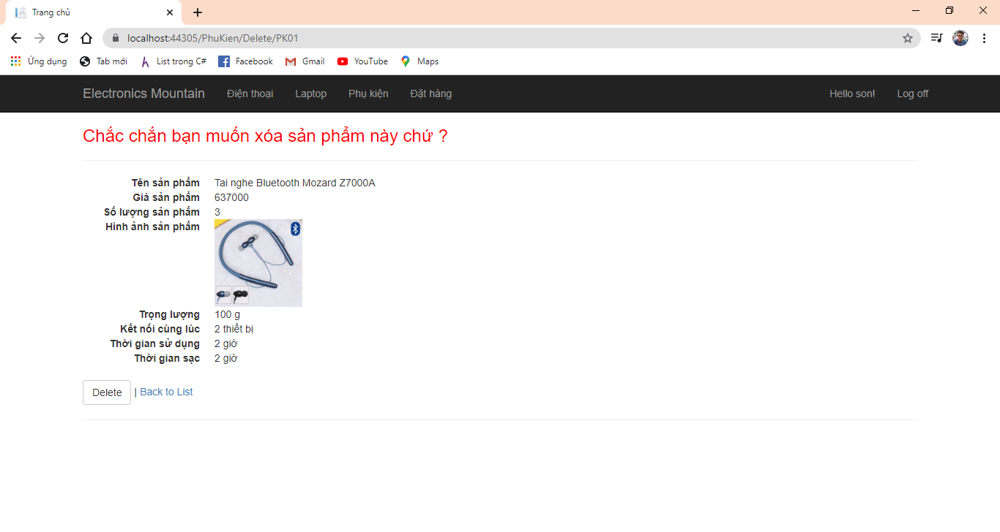 Trang chủ
localhost:44305/PhuKien/Delete/PK01
Ứng dụng Tab mới List trong C# Facebook Gmail YouTube Maps
Electronics Mountain Điện thoại Laptop Phụ kiện Đặt hàng Hello son! Log off
Chắc chắn bạn muốn xóa sản phẩm này chứ ?
Tên sản phẩm Tai nghe Bluetooth Mozard Z7000A
Giá sản phẩm 637000
Số lượng sản phẩm 3
Hình ảnh sản phẩm
Trọng lượng 100 g
Kết nối cùng lúc 2 thiết bị
Thời gian sử dụng 2 giờ
Thời gian sạc 2 giờ
Delete | Back to List